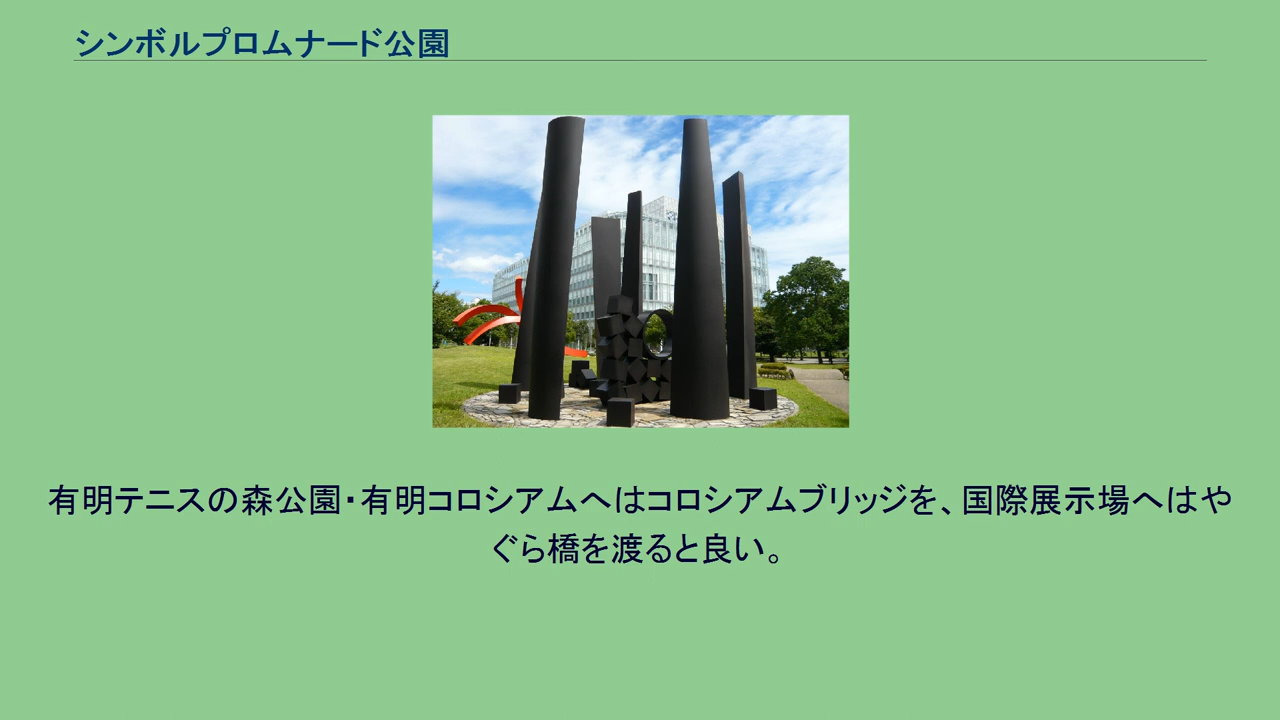 シンボルプロムナード公園
有明テニスの森公園・有明コロシアムへはコロシアムブリッジを、国際展示場へはや
ぐら橋を渡ると良い。